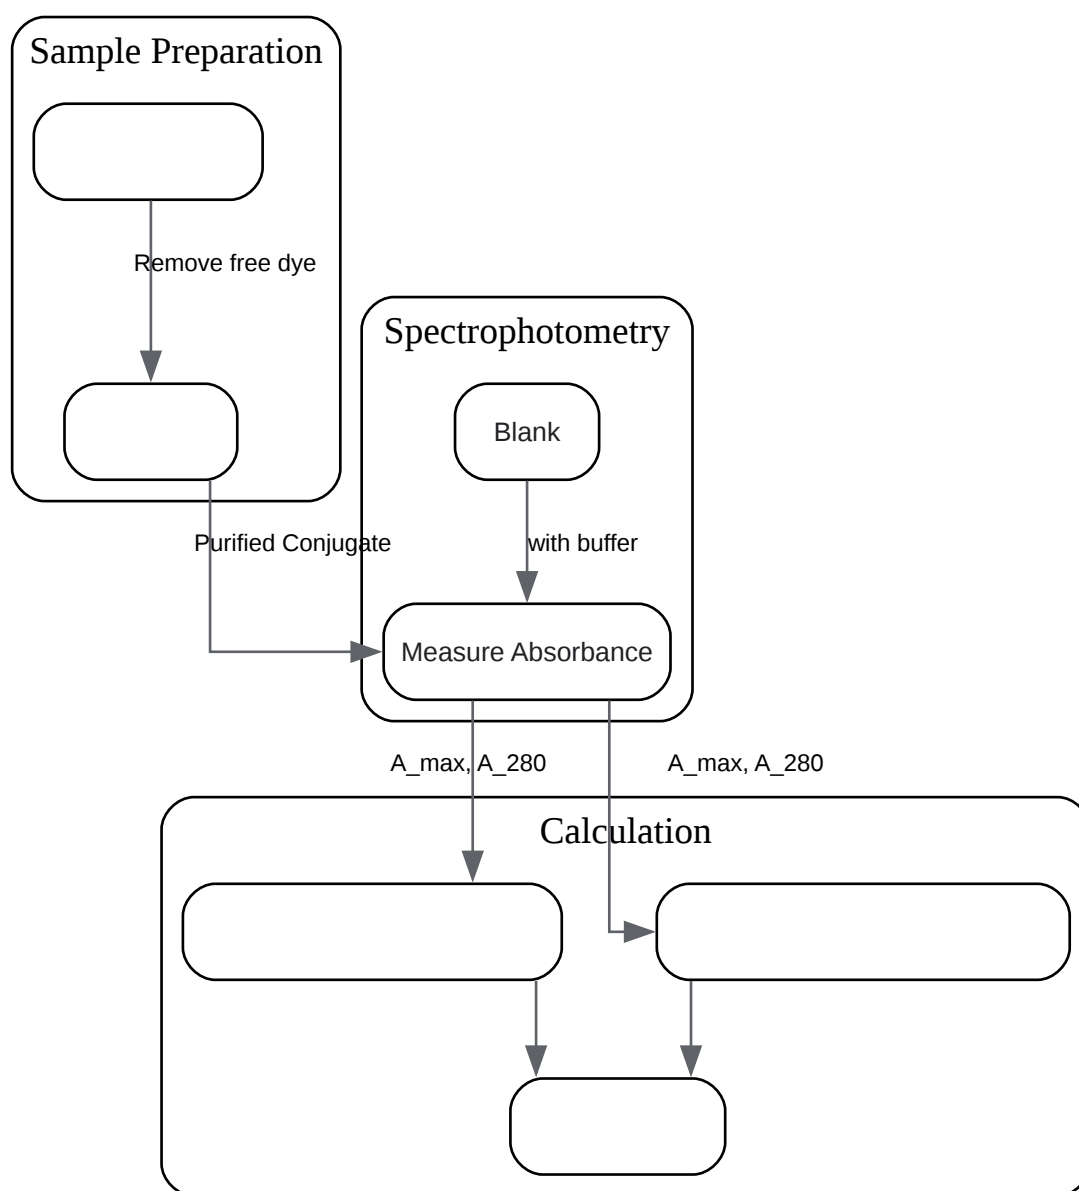 Sample Preparation
Remove free dye
Spectrophotometry
Blank
Purified Conjugate
with buffer
Measure Absorbance
A_max, A_280
A_max, A_280
Calculation